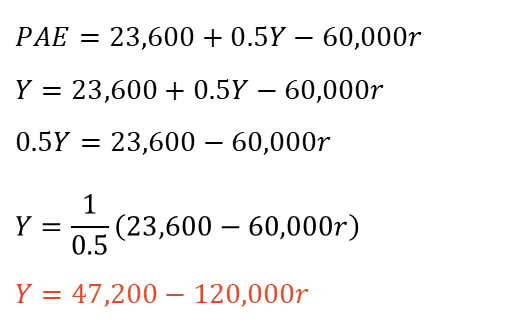 PAE = 23,600 + 0.5Y − 60,000r
Y = 23,600 + 0.5Y − 60,000r
0.5Y = 23,600 − 60,000r
Y = 1/0.5 (23,600 − 60,000r)
Y = 47,200 − 120,000r